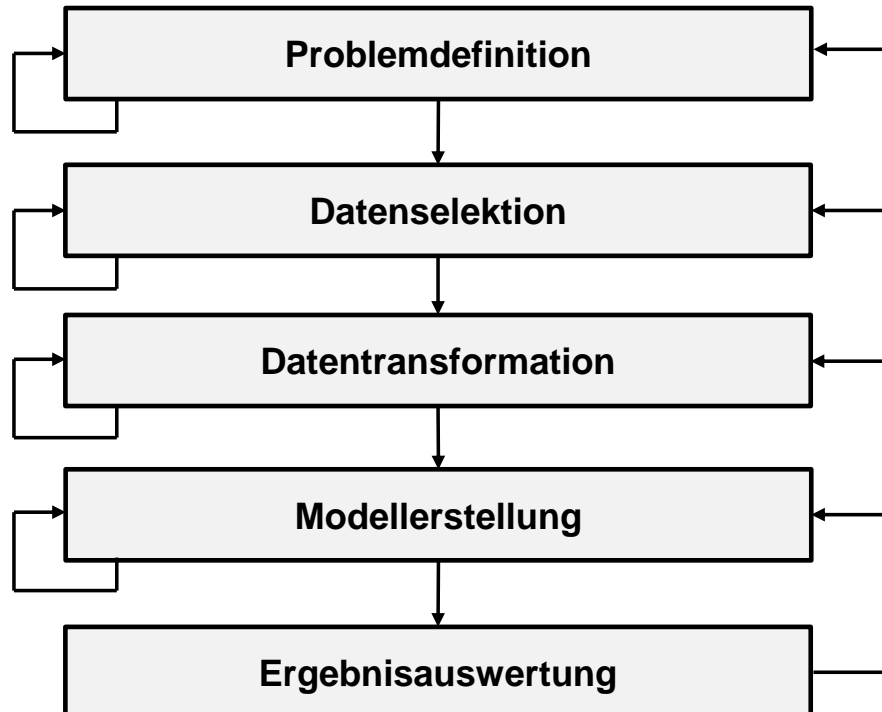 Problemdefinition
Datenselektion
Datentransformation
Modellerstellung
Ergebnisauswertung